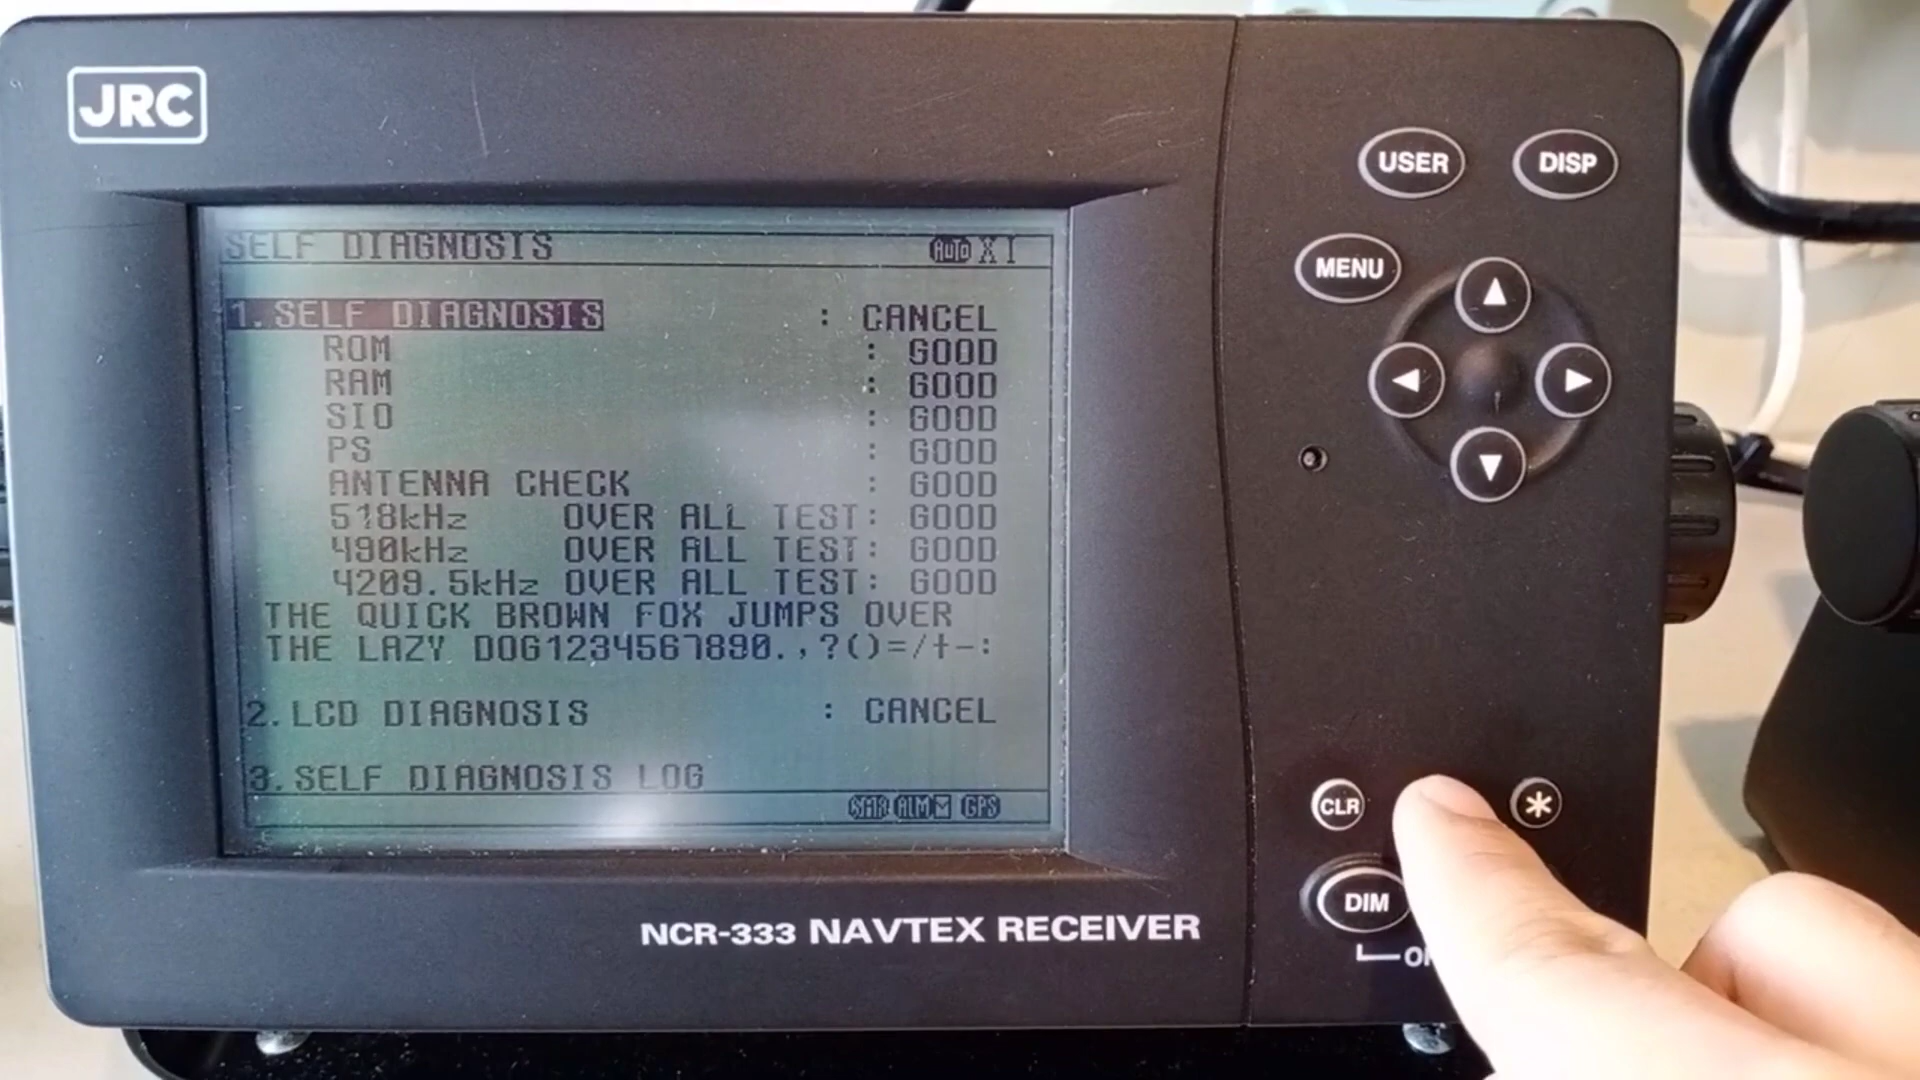 JRC
USER
DISP
MENU
SELF DIAGNOSIS AUTO
1.SELF DIAGNOSIS : CANCEL
ROM : GOOD
RAM : GOOD
SIO : GOOD
PS : GOOD
ANTENNA CHECK : GOOD
518kHz OVER ALL TEST: GOOD
490kHz OVER ALL TEST: GOOD
4209.5kHz OVER ALL TEST: GOOD
THE QUICK BROWN FOX JUMPS OVER
THE LAZY DOG1234567890.,?()=/+-:
2.LCD DIAGNOSIS : CANCEL
3.SELF DIAGNOSIS LOG
ALM GPS
CLR
*
DIM
NCR-333 NAVTEX RECEIVER